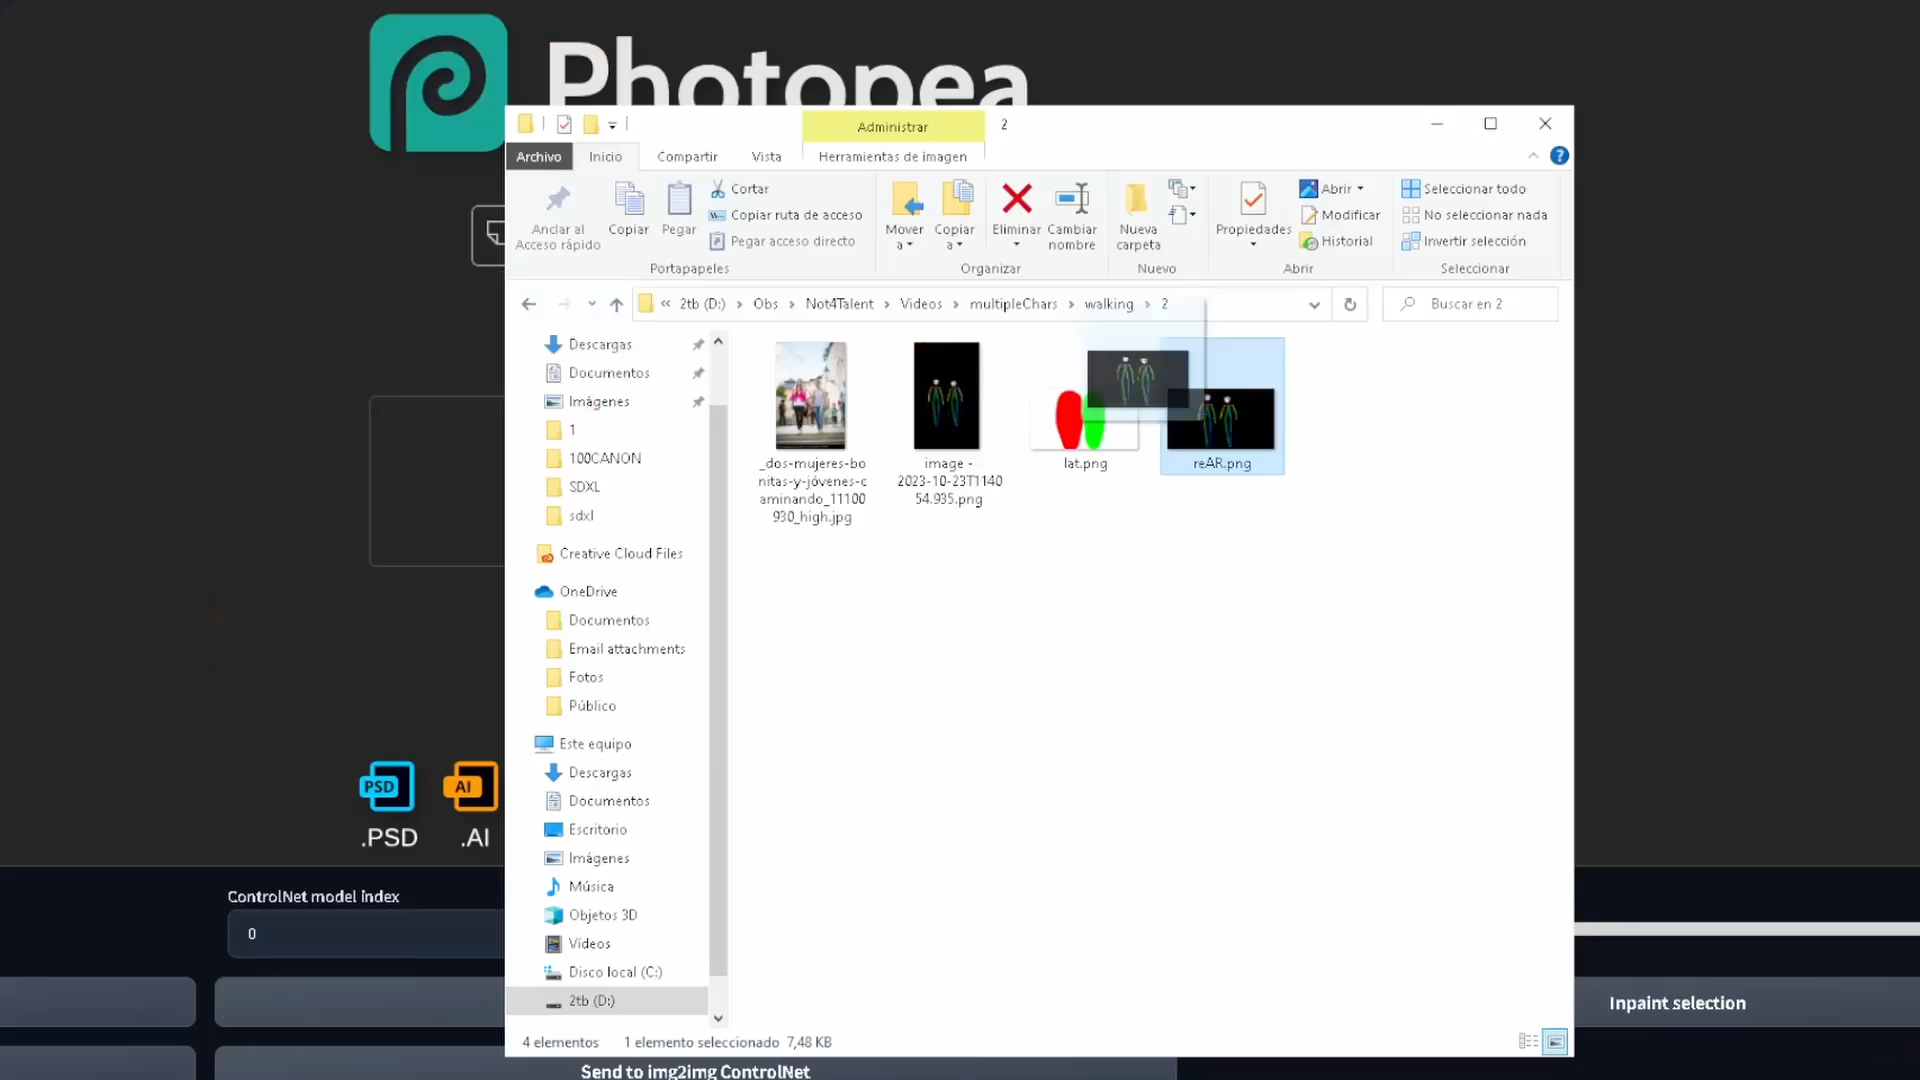 Photopea
Administrar
2
Archivo
Inicio
Compartir
Vista
Herramientas de imagen
Anclar al
Acceso rápido
Copiar
Pegar
Cortar
Copiar ruta de acceso
Pegar acceso directo
Portapapeles
Mover
a
Copiar
a
Eliminar
Cambiar
nombre
Organizar
Nueva
carpeta
Nuevo
Propiedades
Abrir
Modificar
Historial
Abrir
Seleccionar todo
No seleccionar nada
Invertir selección
Seleccionar
« 2tb (D:) › Obs › Not4Talent › Videos › multipleChars › walking › 2
Buscar en 2
Descargas
Documentos
Imágenes
1
100CANON
SDXL
sdxl
Creative Cloud Files
OneDrive
Documentos
Email attachments
Fotos
Público
Este equipo
Descargas
Documentos
Escritorio
Imágenes
Música
Objetos 3D
Vídeos
Disco local (C:)
2tb (D:)
_dos-mujeres-bo
nitas-y-jóvenes-c
aminando_11100
930_high.jpg
image -
2023-10-23T1140
54.935.png
lat.png
reAR.png
4 elementos
1 elemento seleccionado 7,48 KB
PSD
.PSD
AI
.AI
ControlNet model index
0
Inpaint selection
Send to img2img ControlNet